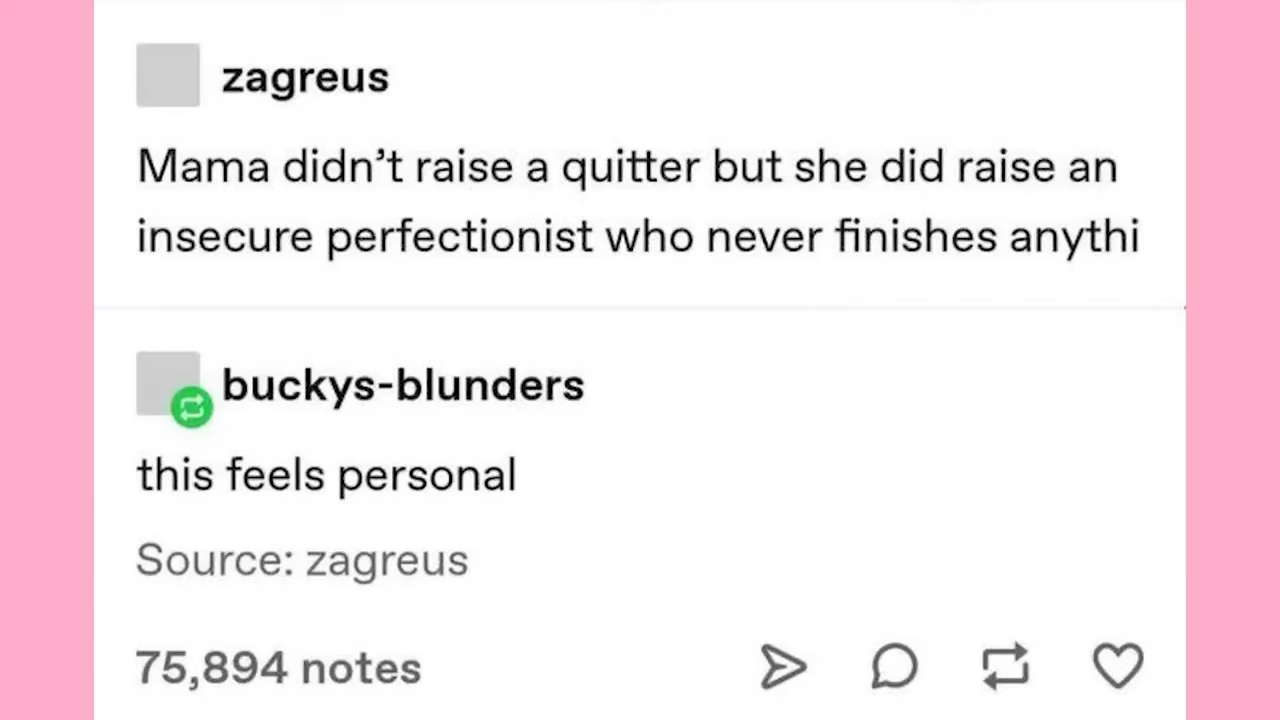 zagreus
Mama didn’t raise a quitter but she did raise an
insecure perfectionist who never finishes anythi
buckys-blunders
this feels personal
Source: zagreus
75,894 notes